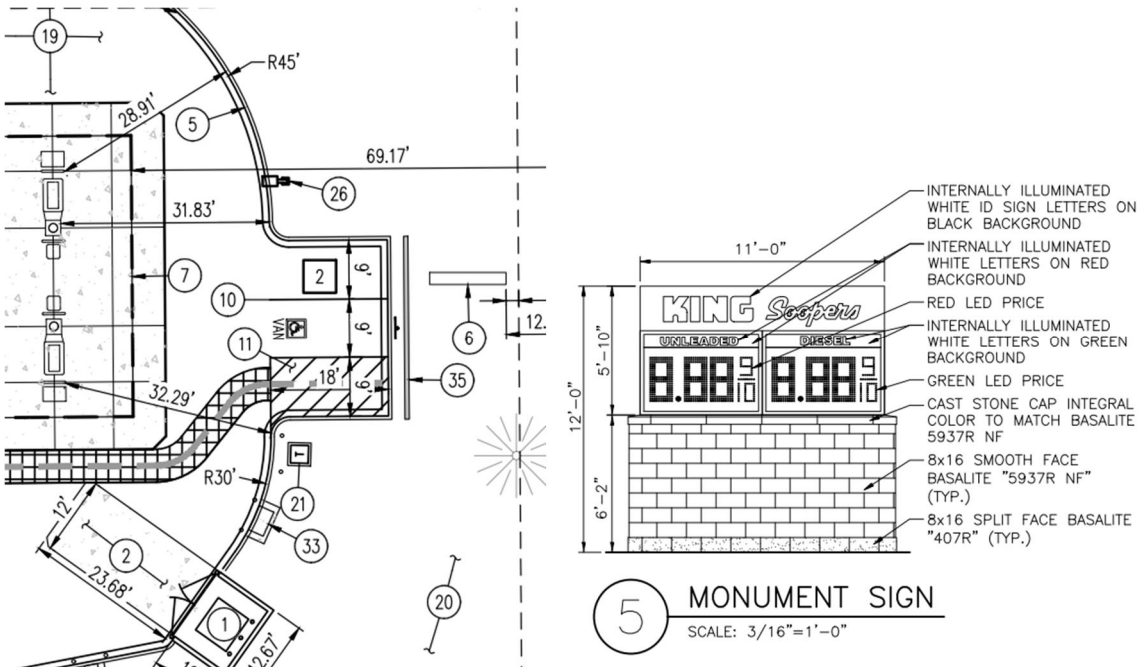 19
R45'
28.91'
5
69.17'
26
31.83'
7
2
9'
10
9'
VAN
6
12.
11
18'
9'
35
32.29'
R30'
T
21
12'
33
2
23.68'
20
1
12.67'
INTERNALLY ILLUMINATED
WHITE ID SIGN LETTERS ON
BLACK BACKGROUND
11'-0"
INTERNALLY ILLUMINATED
WHITE LETTERS ON RED
BACKGROUND
RED LED PRICE
KING Soopers
INTERNALLY ILLUMINATED
WHITE LETTERS ON GREEN
BACKGROUND
UNLEADED DIESEL
8.88 9/10 8.88 9/10
5'-10"
12'-0"
GREEN LED PRICE
CAST STONE CAP INTEGRAL
COLOR TO MATCH BASALITE
5937R NF
8x16 SMOOTH FACE
BASALITE "5937R NF"
(TYP.)
6'-2"
8x16 SPLIT FACE BASALITE
"407R" (TYP.)
5
MONUMENT SIGN
SCALE: 3/16"=1'-0"